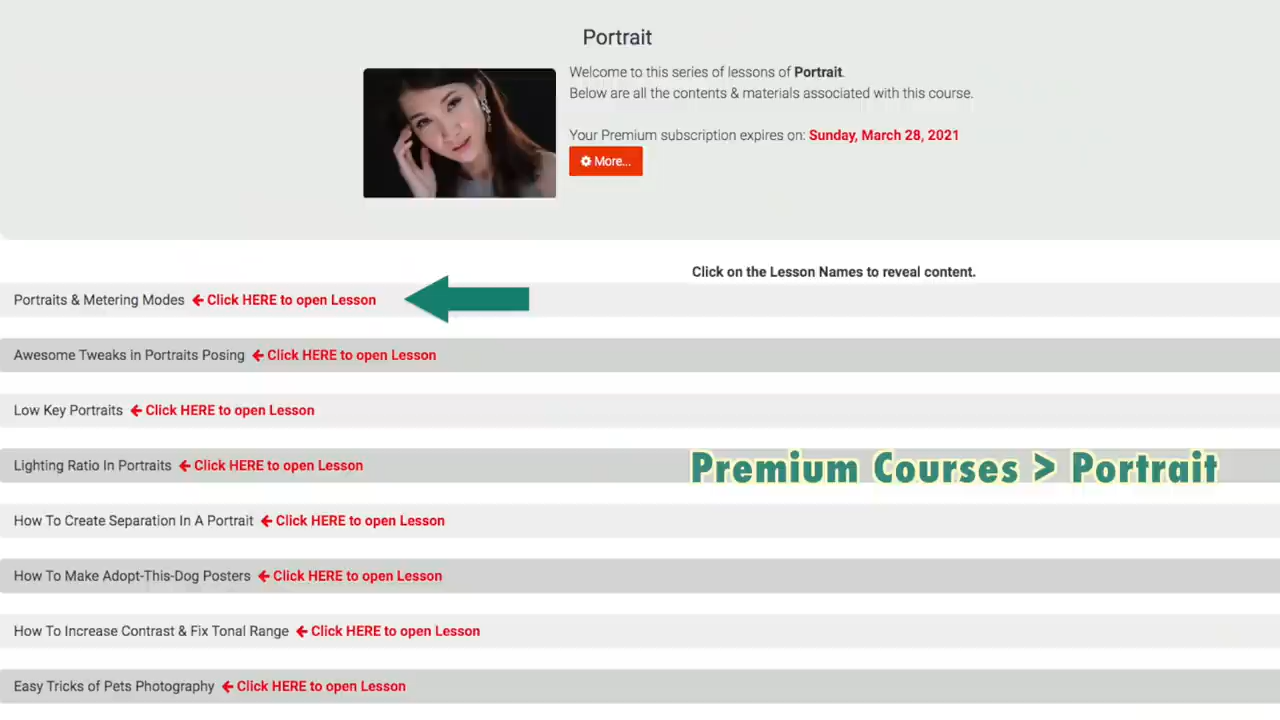 Portrait
Welcome to this series of lessons of Portrait.
Below are all the contents & materials associated with this course.
Your Premium subscription expires on: Sunday, March 28, 2021
More...
Click on the Lesson Names to reveal content.
Portraits & Metering Modes Click HERE to open Lesson
Awesome Tweaks in Portraits Posing Click HERE to open Lesson
Low Key Portraits Click HERE to open Lesson
Lighting Ratio In Portraits Click HERE to open Lesson
Premium Courses > Portrait
How To Create Separation In A Portrait Click HERE to open Lesson
How To Make Adopt-This-Dog Posters Click HERE to open Lesson
How To Increase Contrast & Fix Tonal Range Click HERE to open Lesson
Easy Tricks of Pets Photography Click HERE to open Lesson